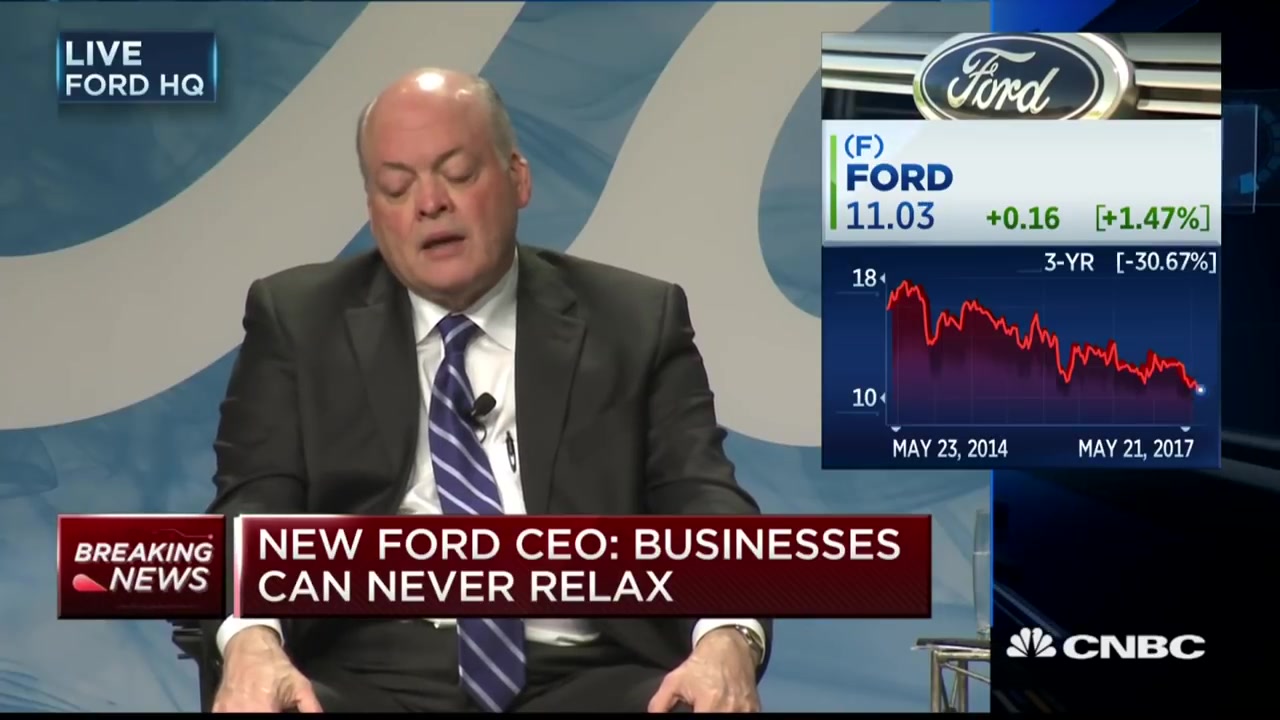 LIVE
FORD HQ
Ford
(F)
FORD
11.03 +0.16 [+1.47%]
3-YR [-30.67%]
18
10
MAY 23, 2014 MAY 21, 2017
BREAKING
NEWS
NEW FORD CEO: BUSINESSES
CAN NEVER RELAX
CNBC